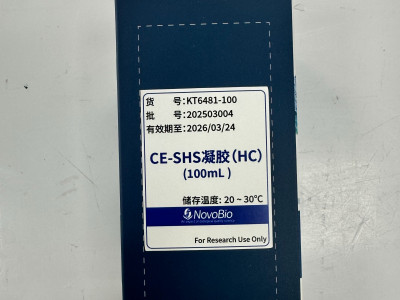 货 号:KT6481-100
批 号:202503004
有效期至:2026/03/24
CE-SHS凝胶(HC)
(100mL)
储存温度: 20~30℃
NovoBio
For Research Use Only